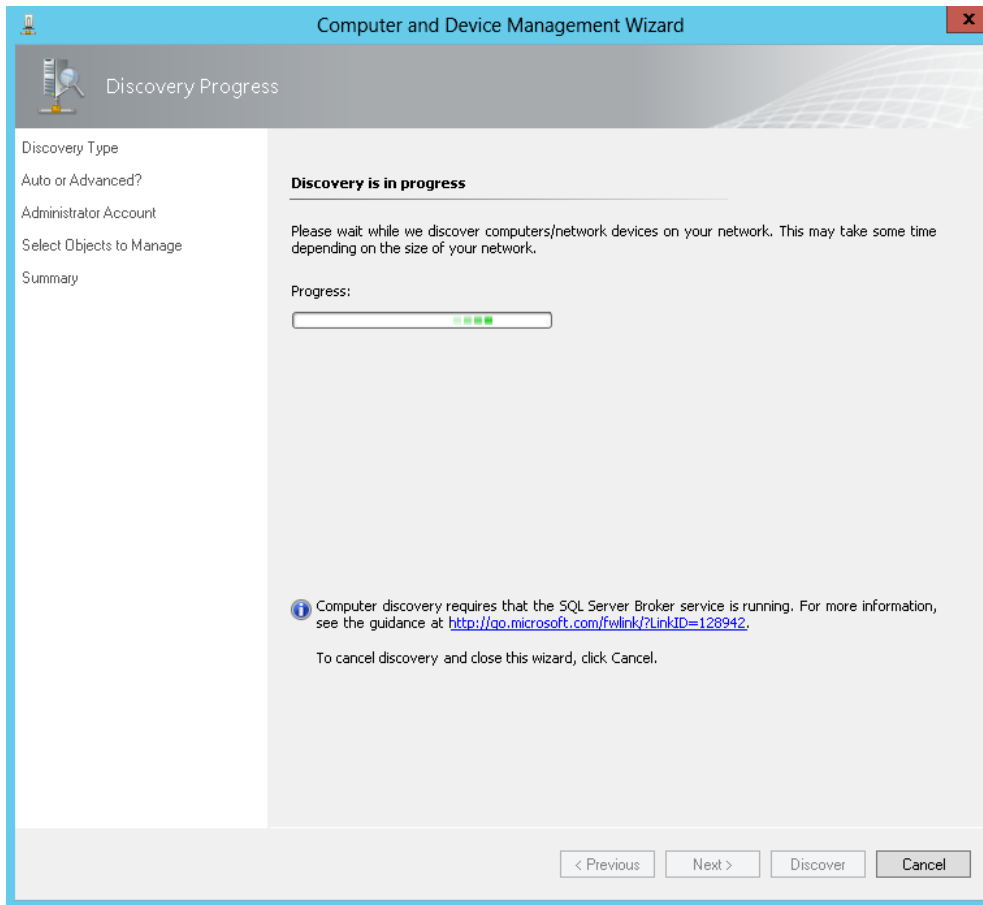 Computer and Device Management Wizard
x
Discovery Progress
Discovery Type
Auto or Advanced?
Administrator Account
Select Objects to Manage
Summary
Discovery is in progress
Please wait while we discover computers/network devices on your network. This may take some time
depending on the size of your network.
Progress:
Computer discovery requires that the SQL Server Broker service is running. For more information,
see the guidance at http://go.microsoft.com/fwlink/?LinkID=128942.
To cancel discovery and close this wizard, click Cancel.
< Previous
Next >
Discover
Cancel